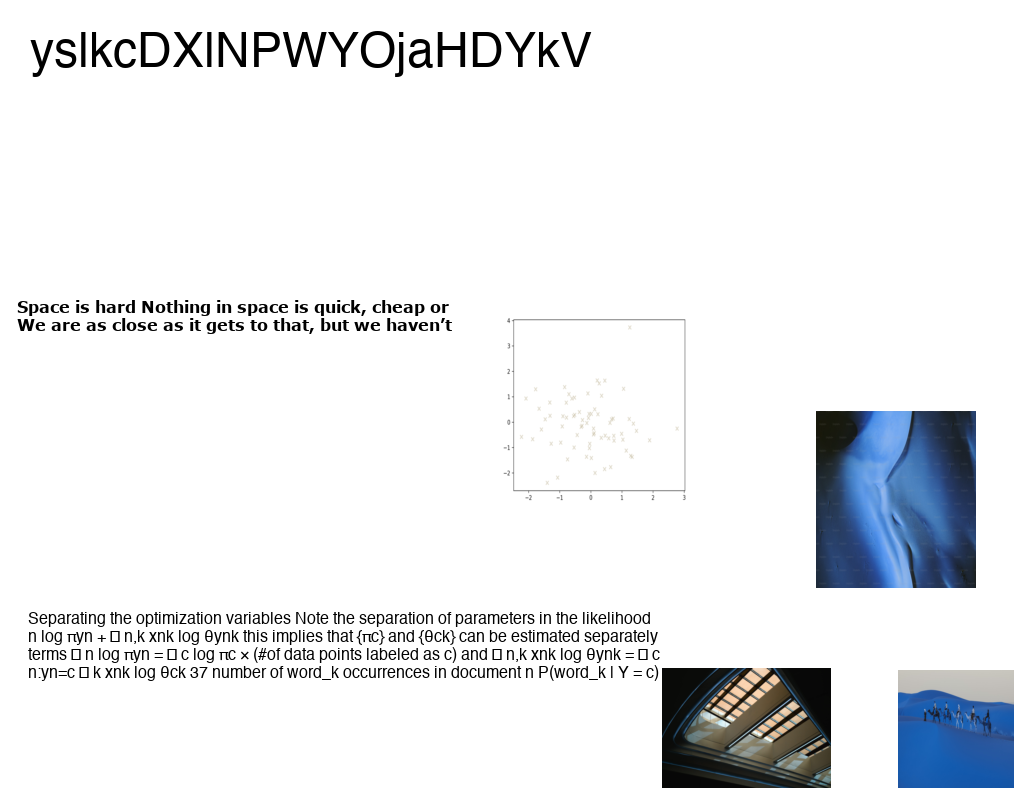 yslkcDXlNPWYOjaHDYkV
Space is hard Nothing in space is quick, cheap or
We are as close as it gets to that, but we haven’t
4
3
2
1
0
−1
−2
−2 −1 0 1 2 3
Separating the optimization variables Note the separation of parameters in the likelihood
n log πyn + □ n,k xnk log θynk this implies that {πc} and {θck} can be estimated separately
terms □ n log πyn = □ c log πc × (#of data points labeled as c) and □ n,k xnk log θynk = □ c
n:yn=c □ k xnk log θck 37 number of word_k occurrences in document n P(word_k | Y = c)